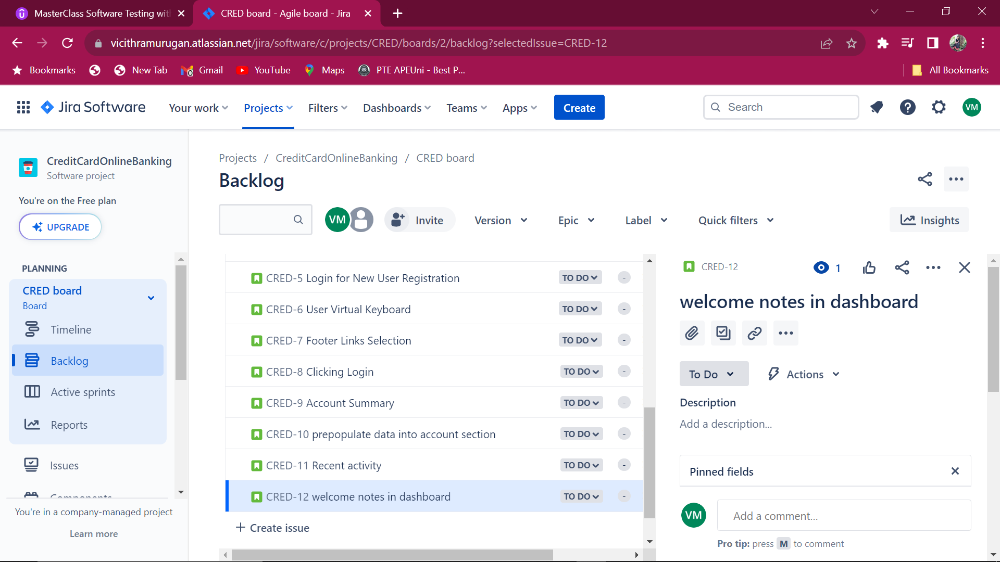 MasterClass Software Testing wit
CRED board - Agile board - Jira
vicithramurugan.atlassian.net/jira/software/c/projects/CRED/boards/2/backlog?selectedIssue=CRED-12
Bookmarks New Tab Gmail YouTube Maps PTE APEUni - Best P... All Bookmarks
Jira Software Your work Projects Filters Dashboards Teams Apps Create Search VM
CreditCardOnlineBanking
Software project
You're on the Free plan
UPGRADE
PLANNING
CRED board
Board
Timeline
Backlog
Active sprints
Reports
Issues
Components
You're in a company-managed project
Learn more
Projects / CreditCardOnlineBanking / CRED board
Backlog
VM Invite Version Epic Label Quick filters Insights
CRED-5 Login for New User Registration TO DO -
CRED-6 User Virtual Keyboard TO DO -
CRED-7 Footer Links Selection TO DO -
CRED-8 Clicking Login TO DO -
CRED-9 Account Summary TO DO -
CRED-10 prepopulate data into account section TO DO -
CRED-11 Recent activity TO DO -
CRED-12 welcome notes in dashboard TO DO -
+ Create issue
CRED-12 1
welcome notes in dashboard
To Do Actions
Description
Add a description...
Pinned fields
VM Add a comment...
Pro tip: press M to comment